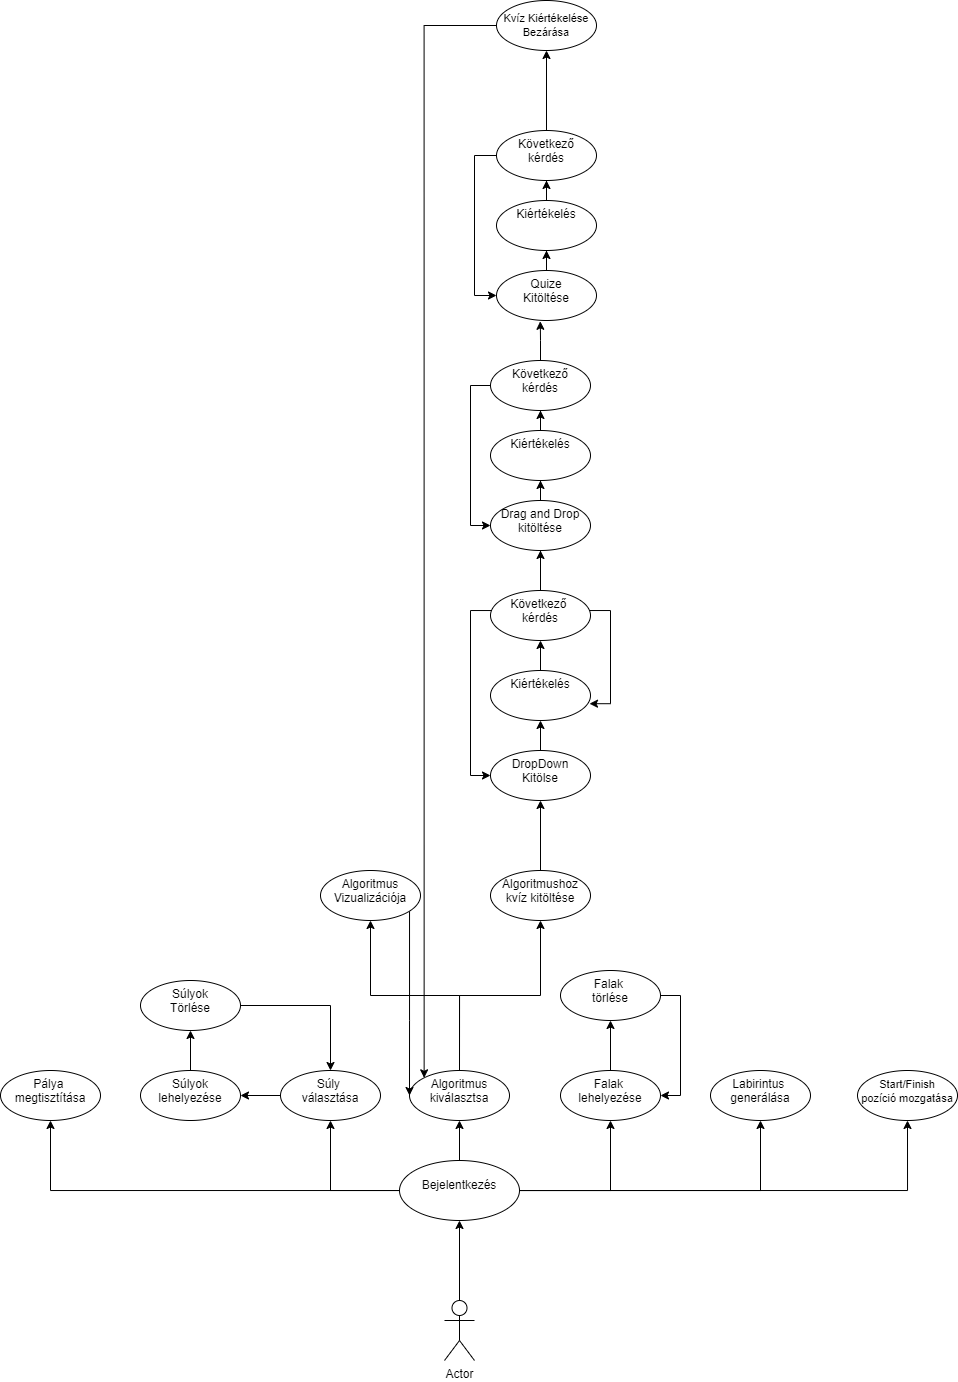 Kvíz Kiértékelése
Bezárása
Következő
kérdés
Kiértékelés
Quize
Kitöltése
Következő
kérdés
Kiértékelés
Drag and Drop
kitöltése
Következő
kérdés
Kiértékelés
DropDown
Kitölse
Algoritmus
Vizualizációja
Algoritmushoz
kvíz kitöltése
Súlyok
Törlése
Falak
törlése
Pálya
megtisztítása
Súlyok
lehelyezése
Súly
választása
Algoritmus
kiválasztsa
Falak
lehelyezése
Labirintus
generálása
Start/Finish
pozíció mozgatása
Bejelentkezés
Actor